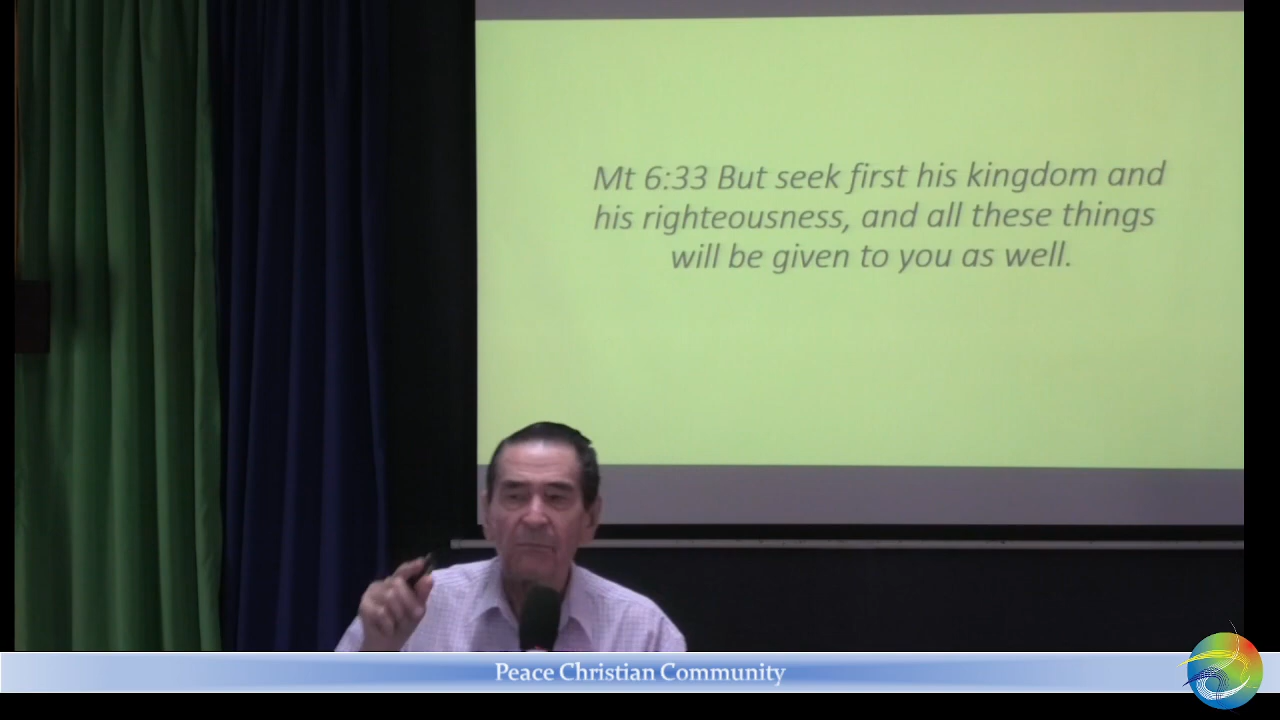 Mt 6:33 But seek first his kingdom and
his righteousness, and all these things
will be given to you as well.
Peace Christian Community